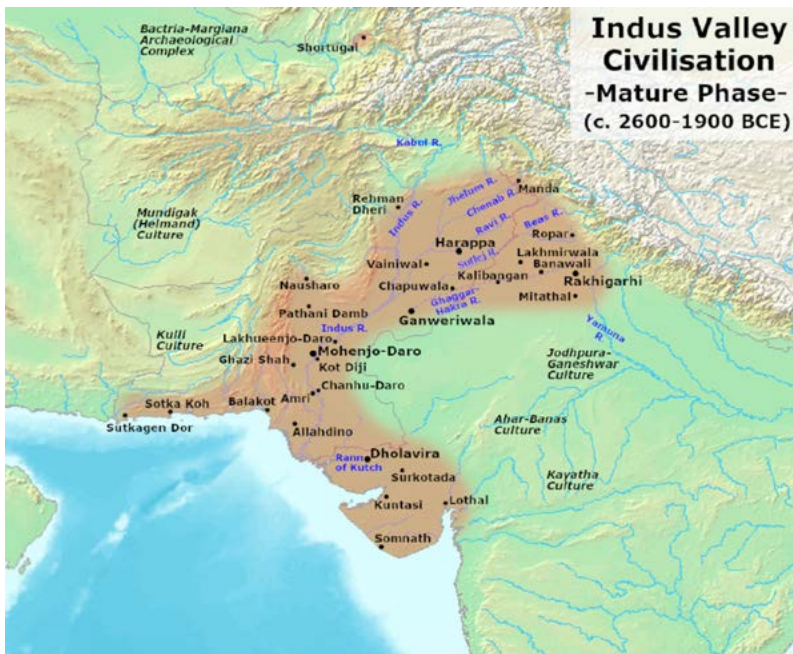 Indus Valley
Civilisation
-Mature Phase-
(c. 2600-1900 BCE)
Bactria-Margiana
Archaeological
Complex
Shortugal
Kabol R.
Manda
Rehman
Dheri
Jhelum R.
Chenab R.
Indus R.
Ravi R.
Beas R.
Mundigak
(Helmand)
Culture
Ropar
Harappa
Lakhmirwala
Vainiwal
Sutlej R.
Banawali
Kalibangan
Rakhigarhi
Nausharo
Chapuwala
Ghaggar-
Hakra R.
Mitathal
Pathani Damb
Ganweriwala
Indus R.
Yamuna
R.
Kulli
Culture
Lakhueenjo-Daro
Mohenjo-Daro
Ghazi Shah
Kot Diji
Jodhpura-
Ganeshwar
Culture
Chanhu-Daro
Sotka Koh
Balakot
Amri
Sutkagen Dor
Ahar-Banas
Culture
Allahdino
Dholavira
Rann
of Kutch
Surkotada
Kayatha
Culture
Kuntasi
Lothal
Somnath